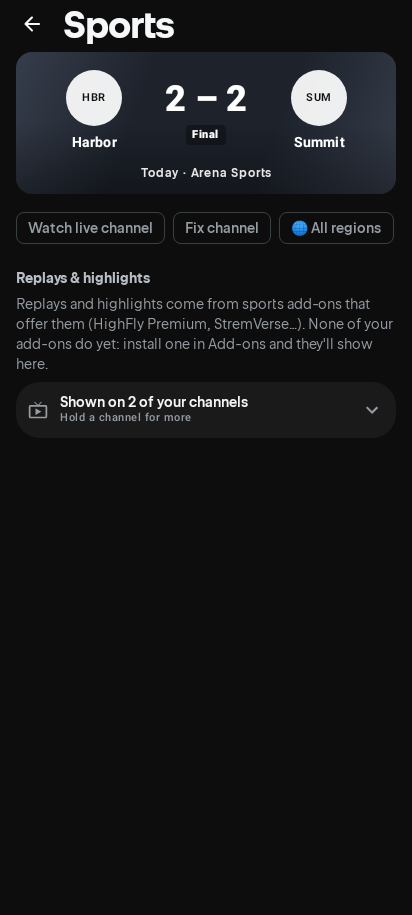 Sports
HBR
2 – 2
SUM
Final
Harbor
Summit
Today · Arena Sports
Watch live channel
Fix channel
All regions
Replays & highlights
Replays and highlights come from sports add-ons that
offer them (HighFly Premium, StremVerse…). None of your
add-ons do yet: install one in Add-ons and they'll show
here.
Shown on 2 of your channels
Hold a channel for more